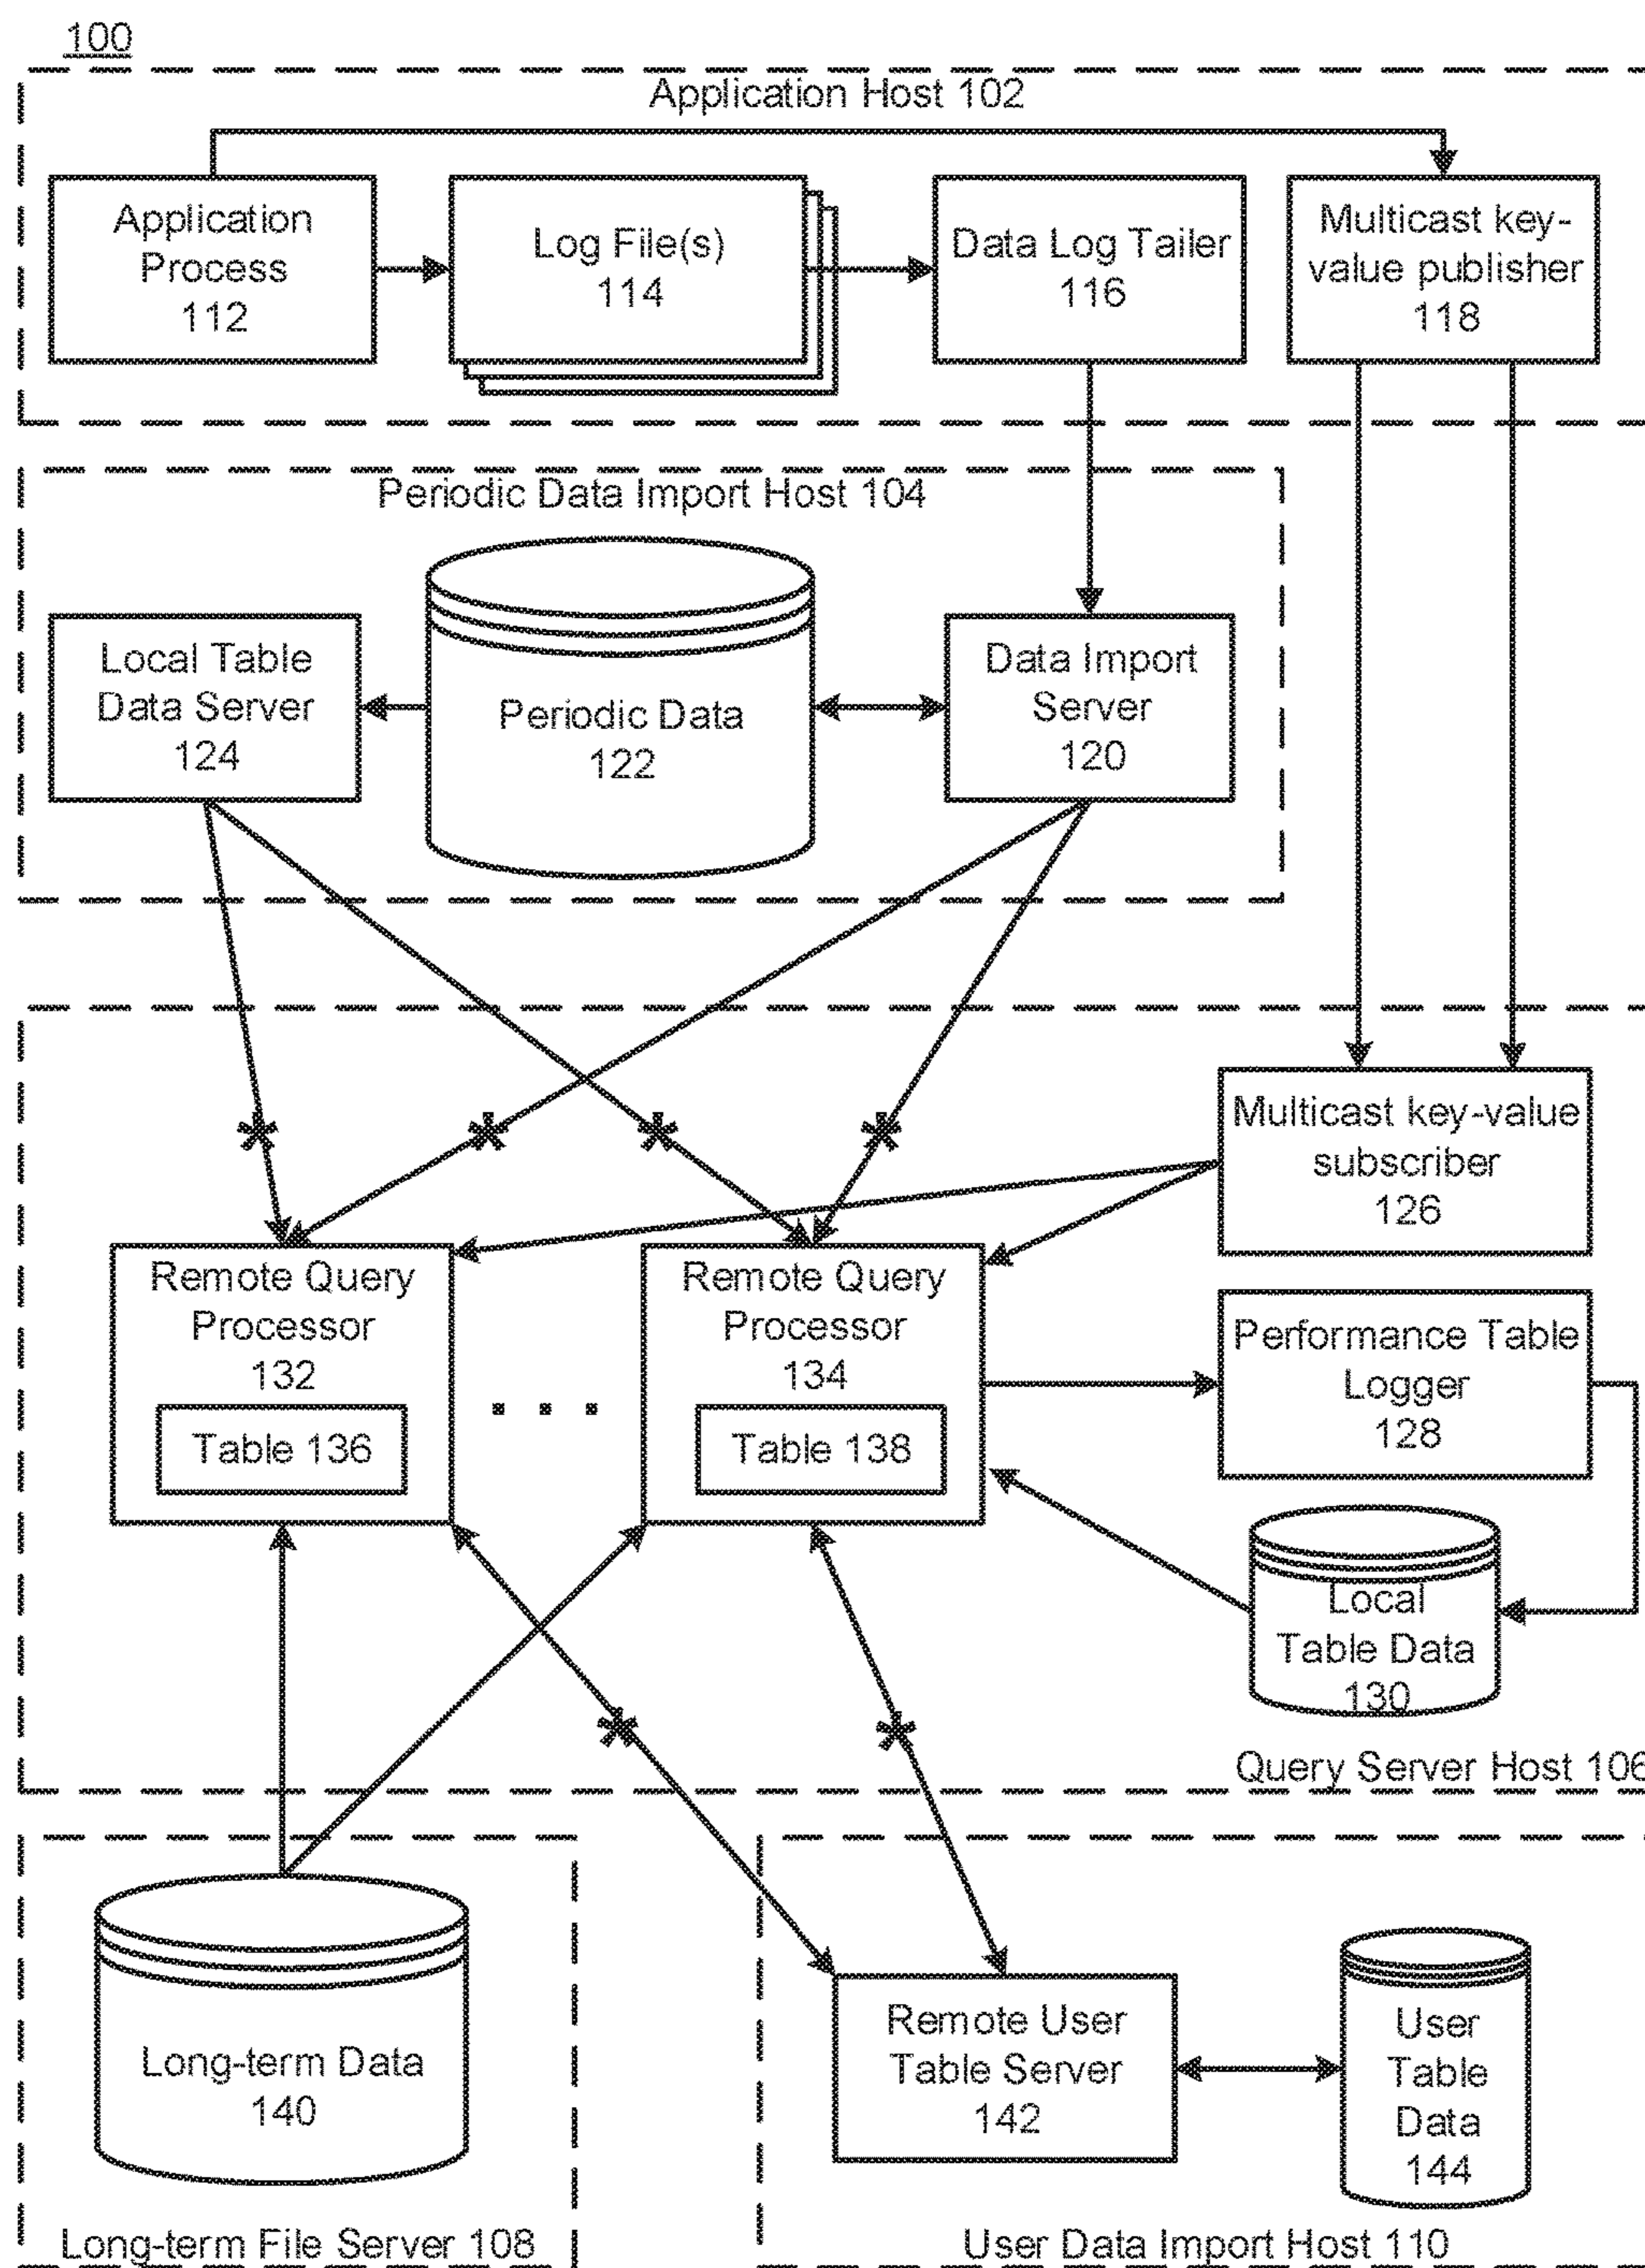 100
Application Host 102
Application
Process
112
Log File(s)
114
Data Log Tailer
116
Multicast key-
value publisher
118
Periodic Data Import Host 104
Local Table
Data Server
124
Periodic Data
122
Data Import
Server
120
Multicast key-value
subscriber
126
Remote Query
Processor
132
Table 136
. . .
Remote Query
Processor
134
Table 138
Performance Table
Logger
128
Local
Table Data
130
Query Server Host 106
Long-term Data
140
Long-term File Server 108
Remote User
Table Server
142
User
Table
Data
144
User Data Import Host 110